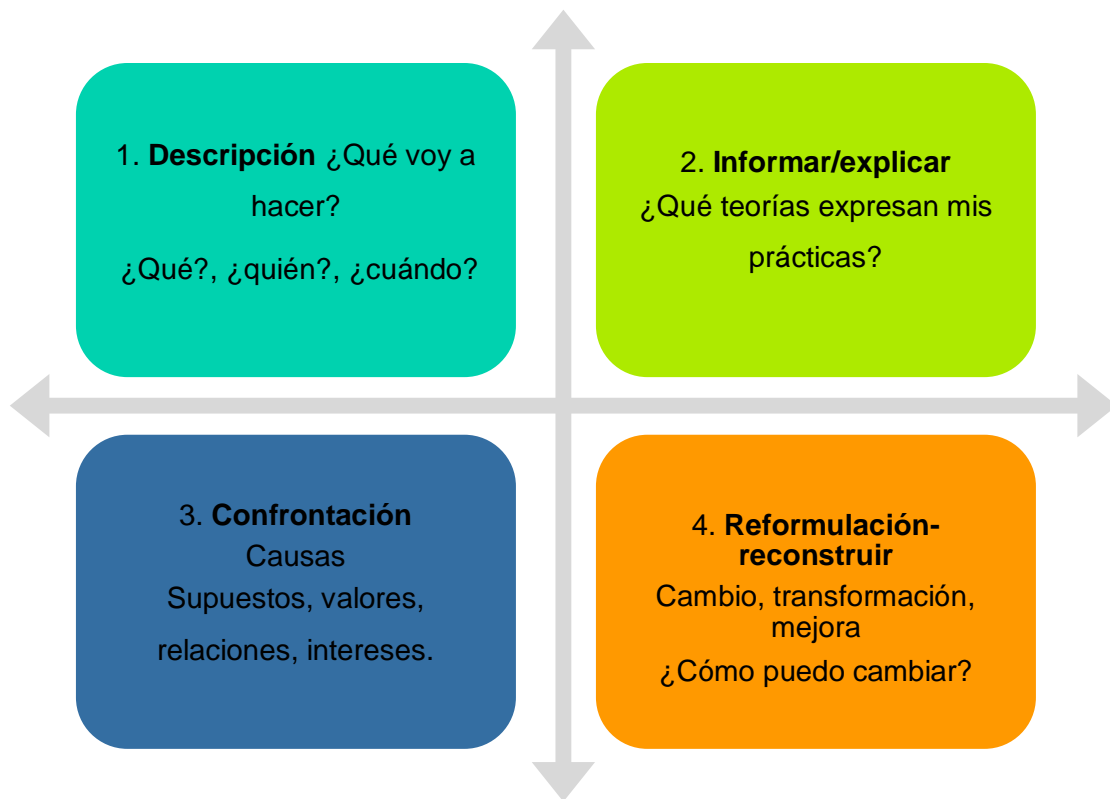 1. Descripción ¿Qué voy a
hacer?
¿Qué?, ¿quién?, ¿cuándo?
2. Informar/explicar
¿Qué teorías expresan mis
prácticas?
3. Confrontación
Causas
Supuestos, valores,
relaciones, intereses.
4. Reformulación-
reconstruir
Cambio, transformación,
mejora
¿Cómo puedo cambiar?